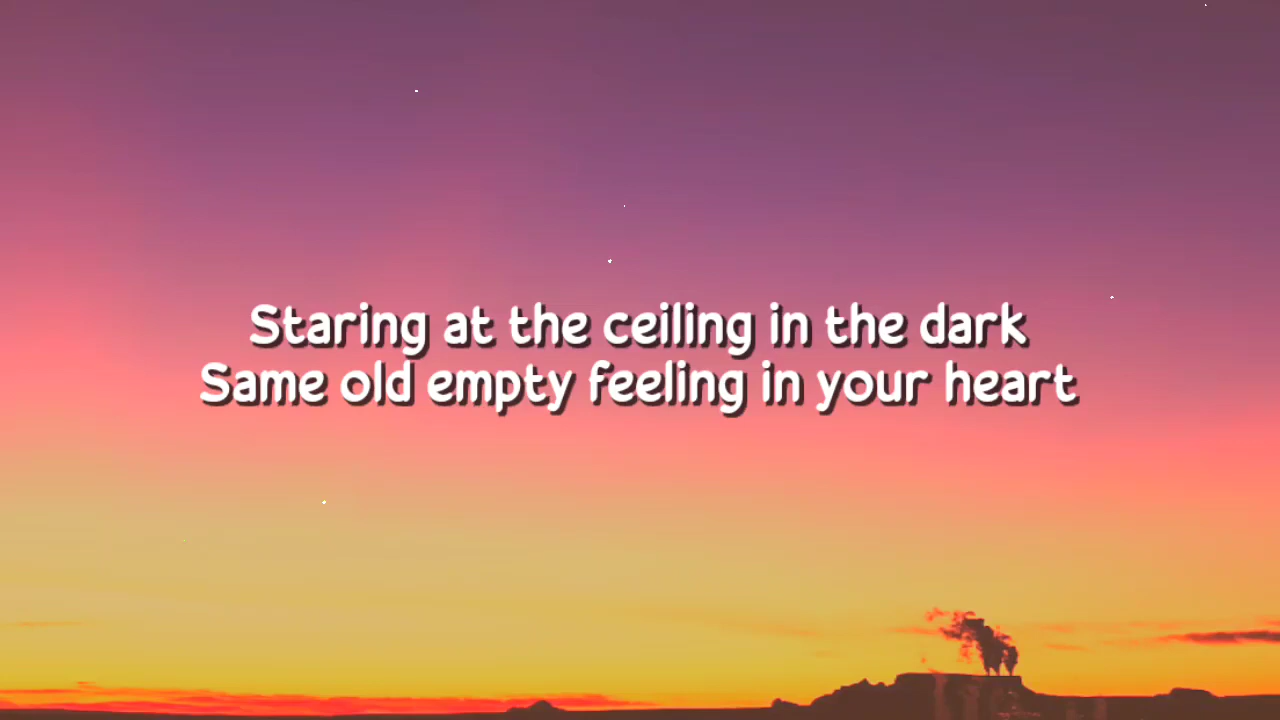 Staring at the ceiling in the dark
Same old empty feeling in your heart